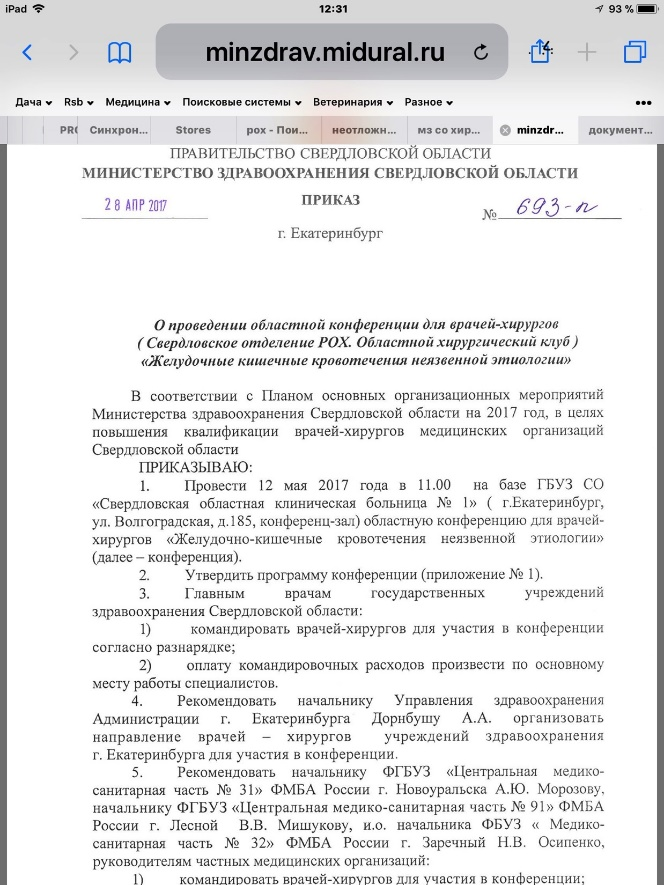 iPad 12:31 93 %
minzdrav.midural.ru
Дача Rsb Медицина Поисковые системы Ветеринария Разное •••
PRO Синхрон... Stores рох - Пои... неотложн... мз со хир... minzdr... документ...
ПРАВИТЕЛЬСТВО СВЕРДЛОВСКОЙ ОБЛАСТИ
МИНИСТЕРСТВО ЗДРАВООХРАНЕНИЯ СВЕРДЛОВСКОЙ ОБЛАСТИ
ПРИКАЗ
28 АПР 2017 № 693-п
г. Екатеринбург
О проведении областной конференции для врачей-хирургов
( Свердловское отделение РОХ. Областной хирургический клуб )
«Желудочные кишечные кровотечения неязвенной этиологии»
В соответствии с Планом основных организационных мероприятий
Министерства здравоохранения Свердловской области на 2017 год, в целях
повышения квалификации врачей-хирургов медицинских организаций
Свердловской области
ПРИКАЗЫВАЮ:
1. Провести 12 мая 2017 года в 11.00 на базе ГБУЗ СО
«Свердловская областная клиническая больница № 1» ( г.Екатеринбург,
ул. Волгоградская, д.185, конференц-зал) областную конференцию для врачей-
хирургов «Желудочно-кишечные кровотечения неязвенной этиологии»
(далее – конференция).
2. Утвердить программу конференции (приложение № 1).
3. Главным врачам государственных учреждений
здравоохранения Свердловской области:
1) командировать врачей-хирургов для участия в конференции
согласно разнарядке;
2) оплату командировочных расходов произвести по основному
месту работы специалистов.
4. Рекомендовать начальнику Управления здравоохранения
Администрации г. Екатеринбурга Дорнбушу А.А. организовать
направление врачей – хирургов учреждений здравоохранения
г. Екатеринбурга для участия в конференции.
5. Рекомендовать начальнику ФГБУЗ «Центральная медико-
санитарная часть № 31» ФМБА России г. Новоуральска А.Ю. Морозову,
начальнику ФГБУЗ «Центральная медико-санитарная часть № 91» ФМБА
России г. Лесной В.В. Мишукову, и.о. начальника ФБУЗ « Медико-
санитарная часть № 32» ФМБА России г. Заречный Н.В. Осипенко,
руководителям частных медицинских организаций:
1) командировать врачей-хирургов для участия в конференции;